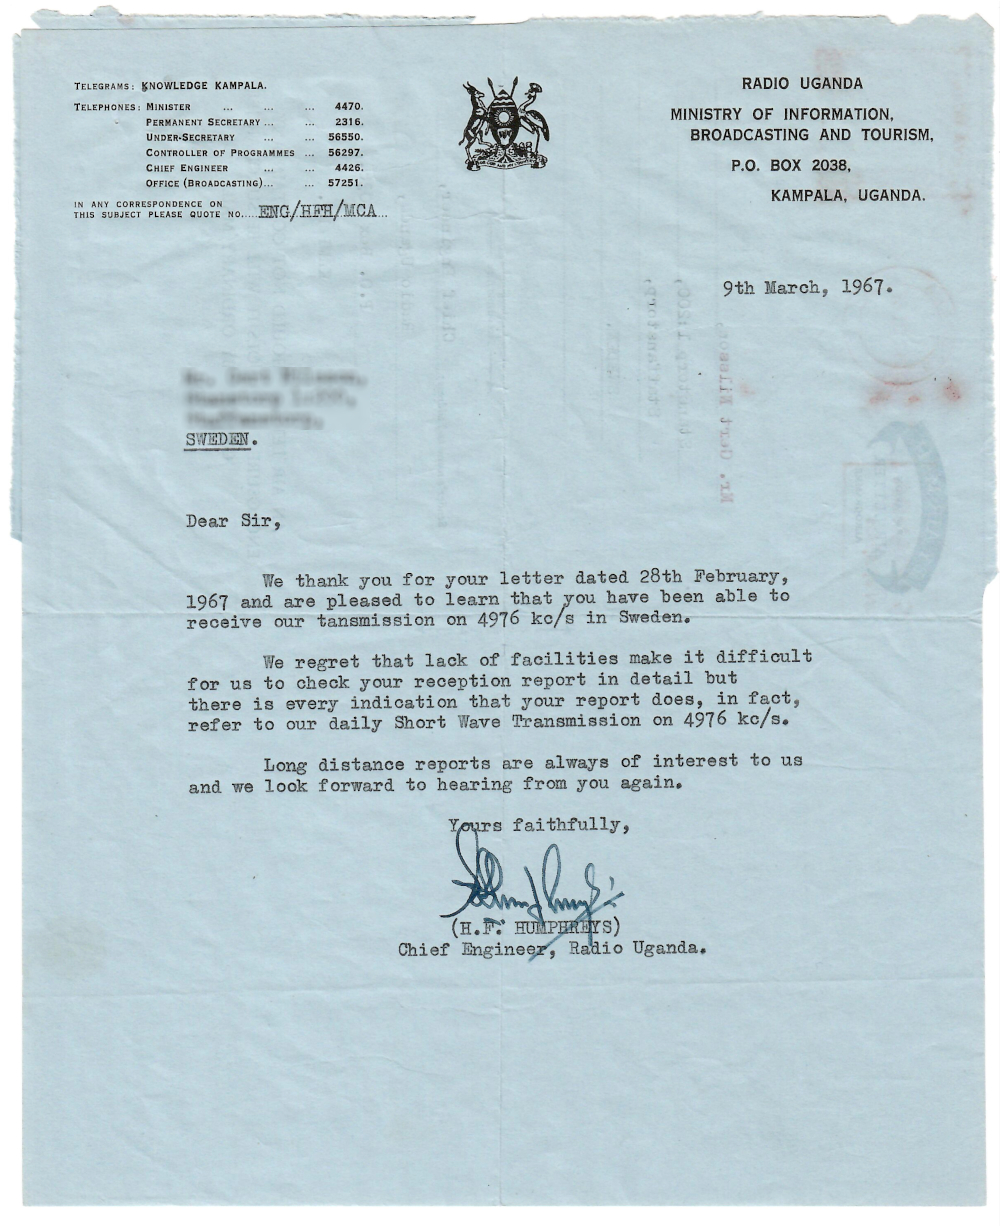 TELEGRAMS: KNOWLEDGE KAMPALA.
TELEPHONES: MINISTER ... ... ... 4470.
PERMANENT SECRETARY ... ... 2316.
UNDER-SECRETARY ... ... 56550.
CONTROLLER OF PROGRAMMES ... 56297.
CHIEF ENGINEER ... ... 4426.
OFFICE (BROADCASTING)... ... 57251.
IN ANY CORRESPONDENCE ON
THIS SUBJECT PLEASE QUOTE NO.....ENG/HFH/MCA...
RADIO UGANDA
MINISTRY OF INFORMATION,
BROADCASTING AND TOURISM,
P.O. BOX 2038,
KAMPALA, UGANDA.
9th March, 1967.
SWEDEN.
Dear Sir,
We thank you for your letter dated 28th February,
1967 and are pleased to learn that you have been able to
receive our tansmission on 4976 kc/s in Sweden.
We regret that lack of facilities make it difficult
for us to check your reception report in detail but
there is every indication that your report does, in fact,
refer to our daily Short Wave Transmission on 4976 kc/s.
Long distance reports are always of interest to us
and we look forward to hearing from you again.
Yours faithfully,
(H.F. HUMPHREYS)
Chief Engineer, Radio Uganda.